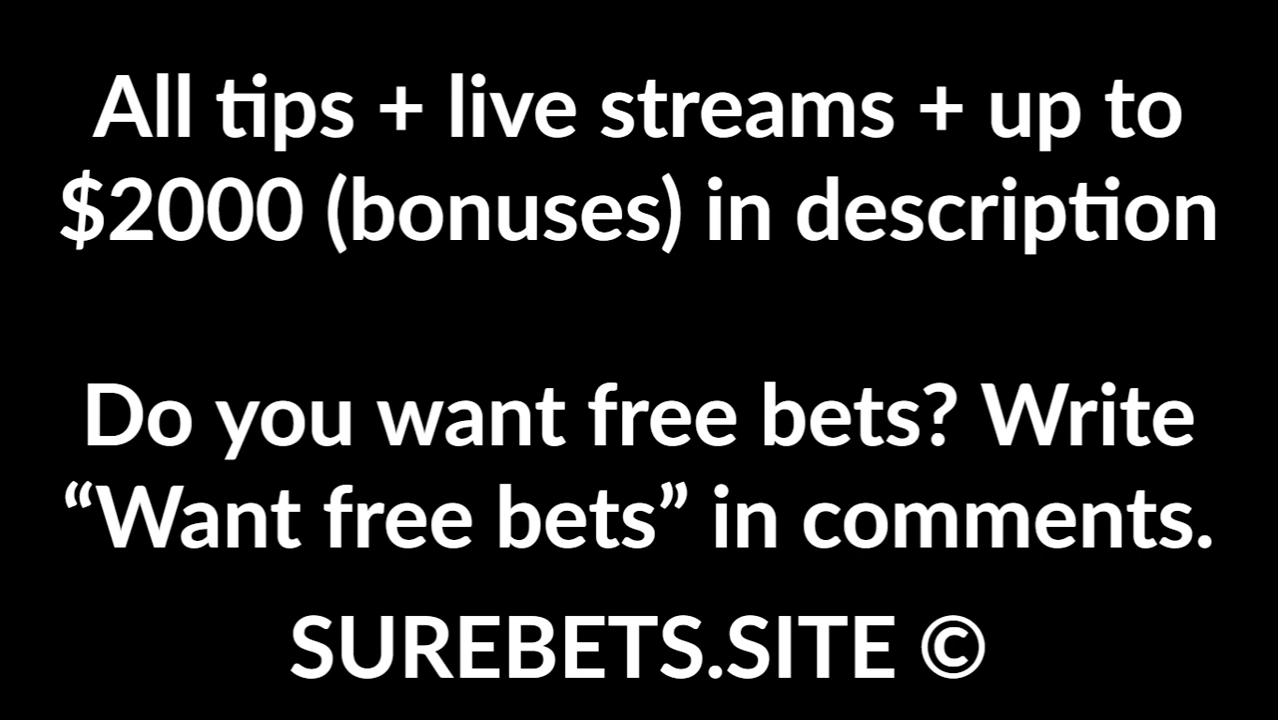 All tips + live streams + up to
$2000 (bonuses) in description
Do you want free bets? Write
“Want free bets” in comments.
SUREBETS.SITE ©